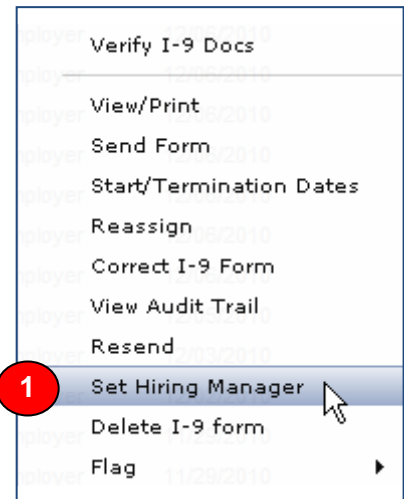 Verify I-9 Docs
View/Print
Send Form
Start/Termination Dates
Reassign
Correct I-9 Form
View Audit Trail
Resend
1 Set Hiring Manager
Delete I-9 form
Flag